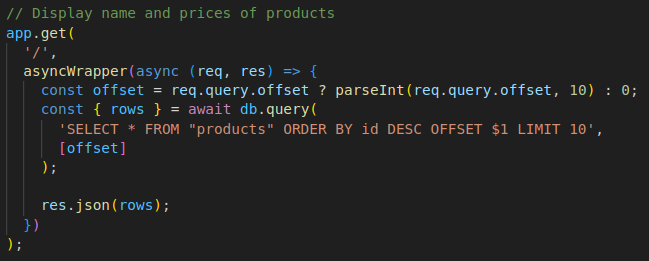 // Display name and prices of products
app.get(
  '/',
  asyncWrapper(async (req, res) => {
    const offset = req.query.offset ? parseInt(req.query.offset, 10) : 0;
    const { rows } = await db.query(
      'SELECT * FROM "products" ORDER BY id DESC OFFSET $1 LIMIT 10',
      [offset]
    );

    res.json(rows);
  })
);